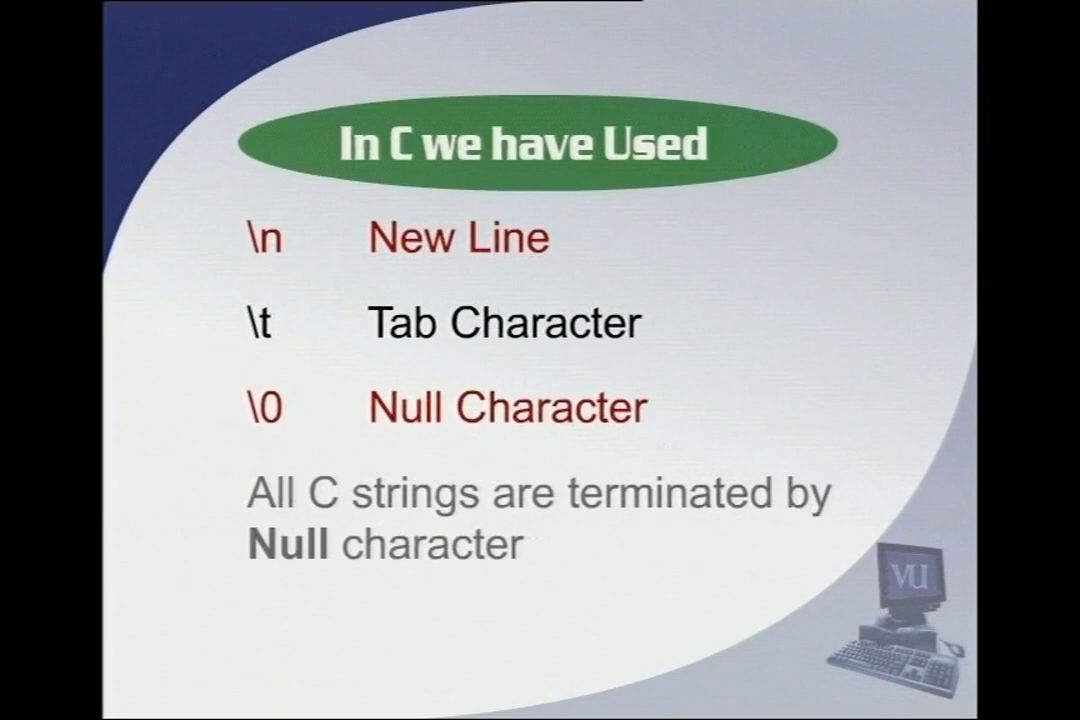 In C we have Used
\n New Line
\t Tab Character
\0 Null Character
All C strings are terminated by
Null character
VU